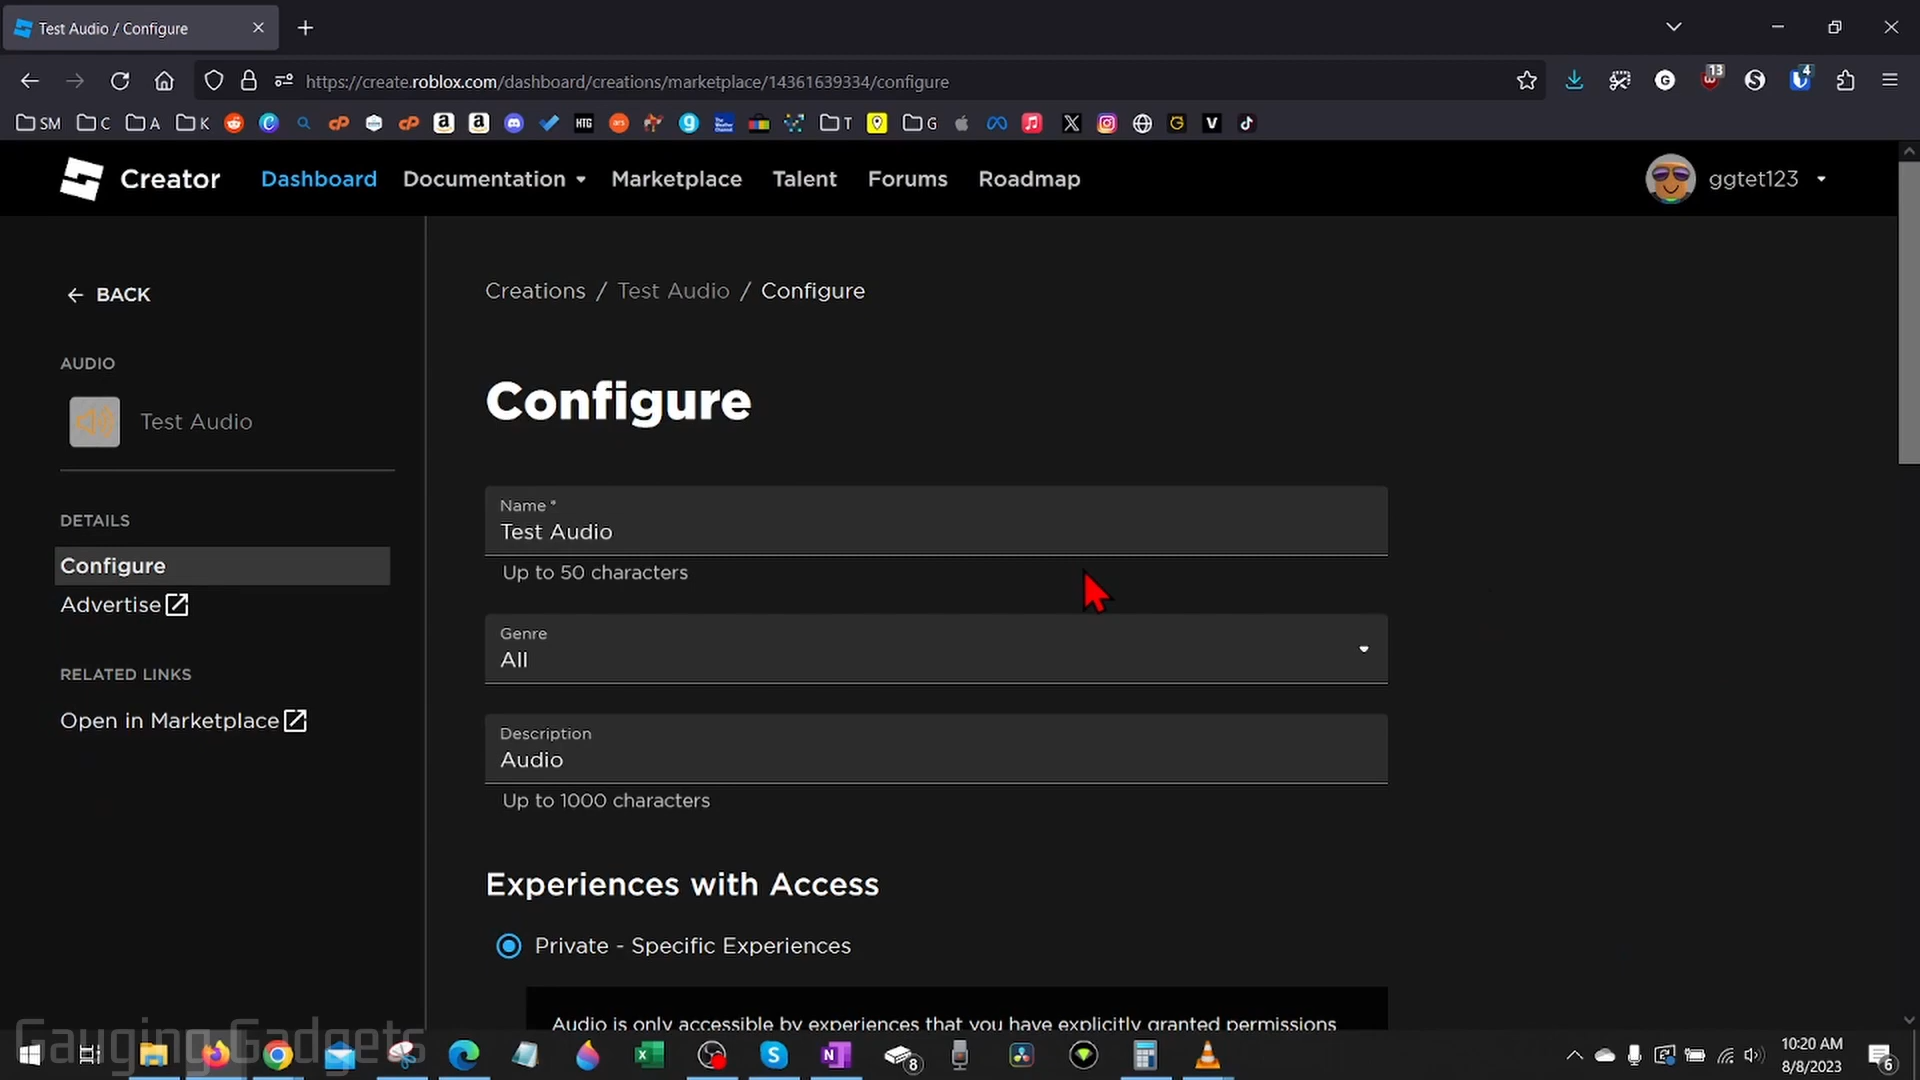 Test Audio / Configure
https://create.roblox.com/dashboard/creations/marketplace/14361639334/configure
13
4
SM C A K T G
Creator Dashboard Documentation Marketplace Talent Forums Roadmap ggtet123
BACK
AUDIO
Test Audio
DETAILS
Configure
Advertise
RELATED LINKS
Open in Marketplace
Creations / Test Audio / Configure
Configure
Name *
Test Audio
Up to 50 characters
Genre
All
Description
Audio
Up to 1000 characters
Experiences with Access
Private - Specific Experiences
Audio is only accessible by experiences that you have explicitly granted permissions
Gauging Gadgets
8
10:20 AM
8/8/2023
6